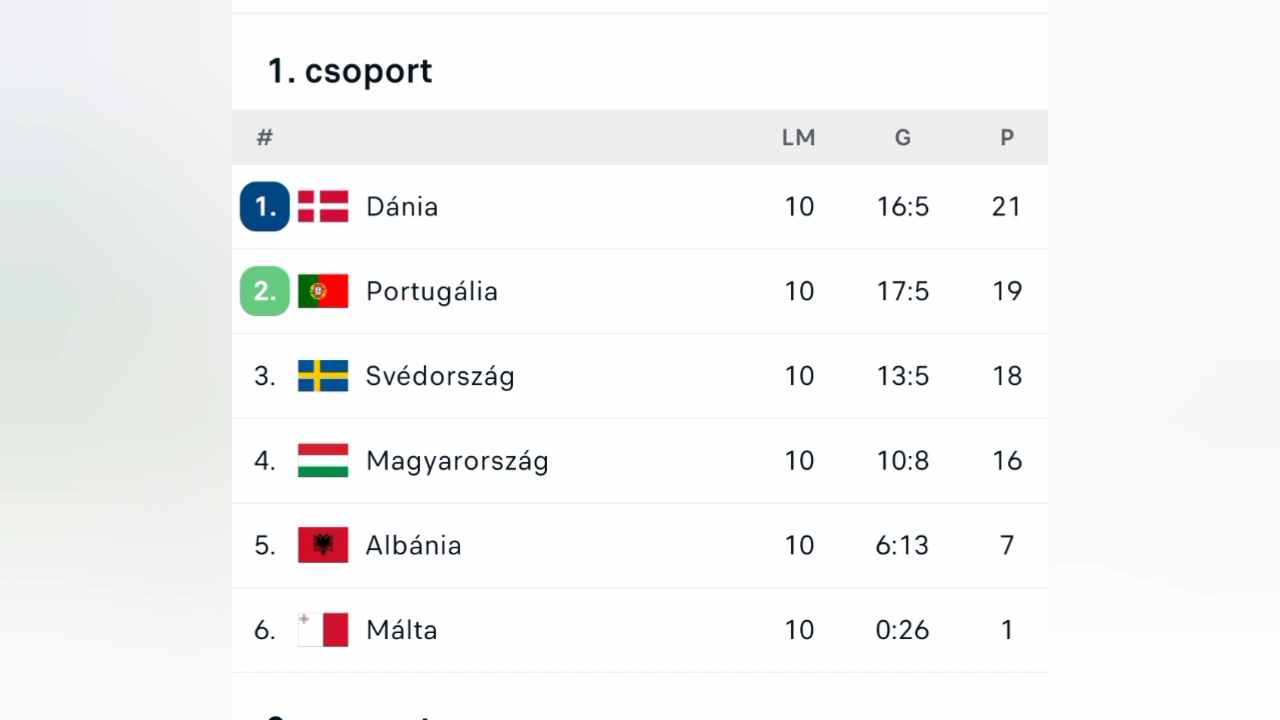 1. csoport
# LM G P
1. Dánia 10 16:5 21
2. Portugália 10 17:5 19
3. Svédország 10 13:5 18
4. Magyarország 10 10:8 16
5. Albánia 10 6:13 7
6. Málta 10 0:26 1